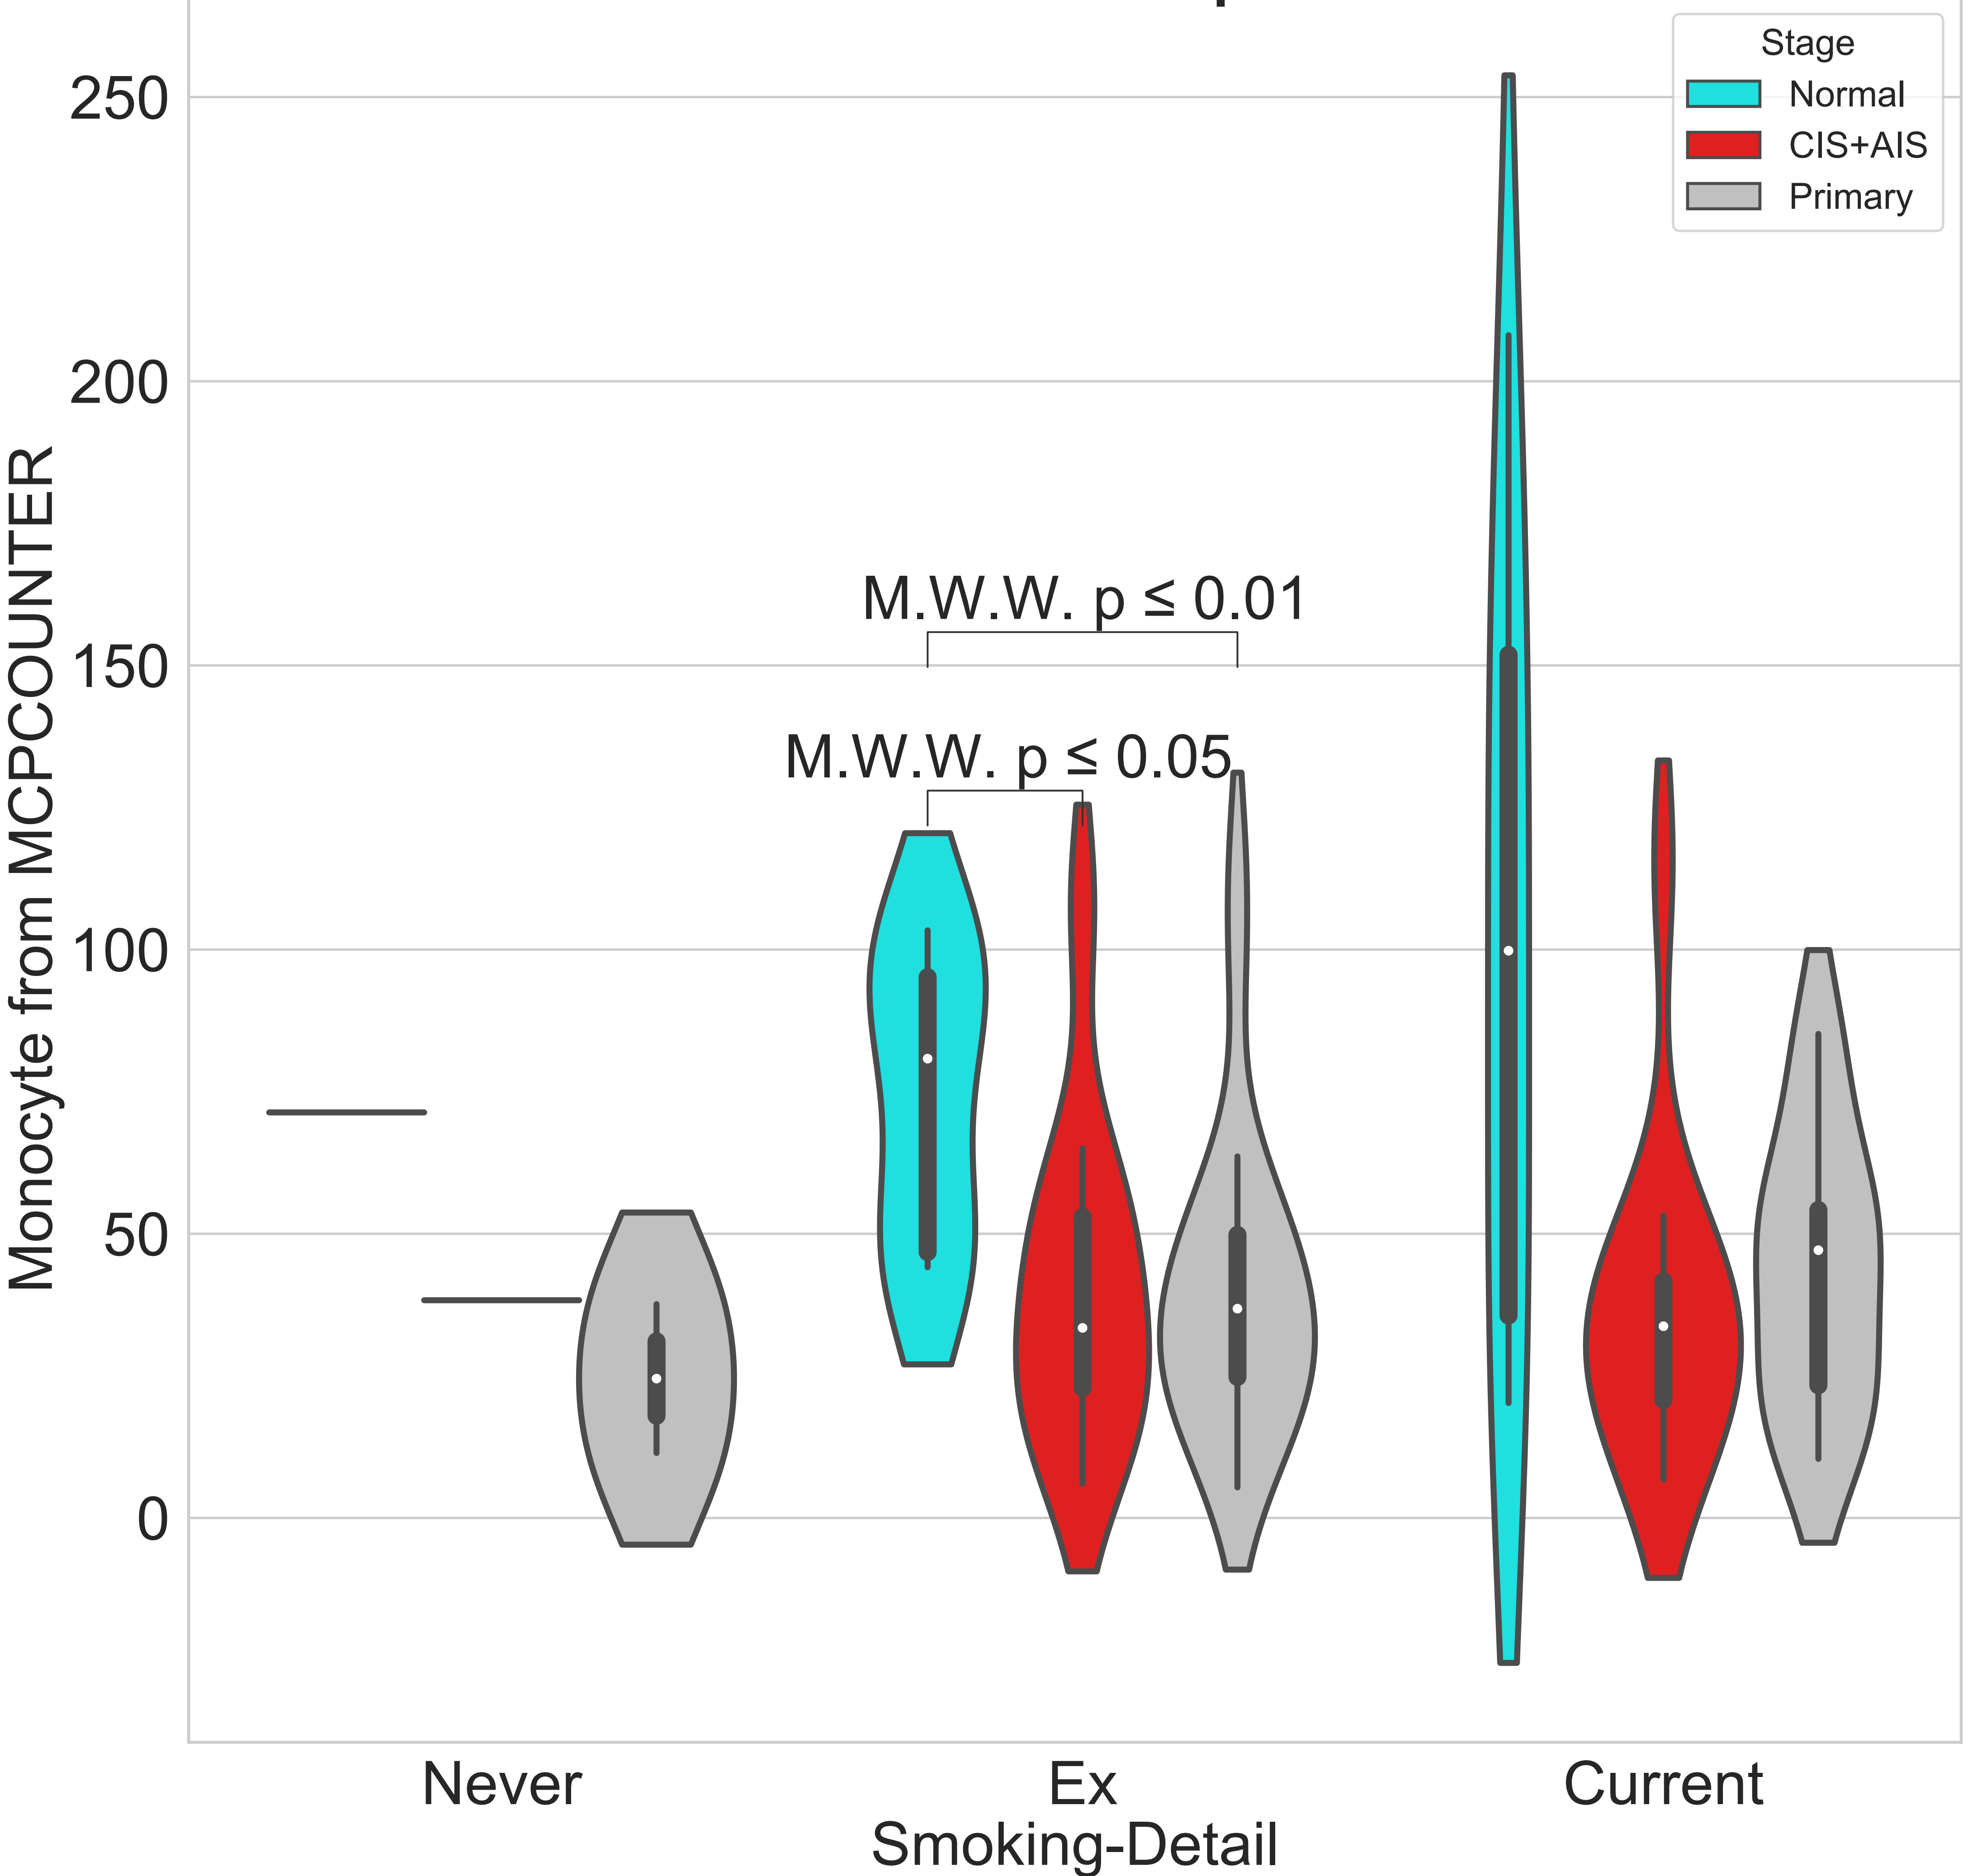 Stage
Normal
CIS+AIS
Primary
250
200
150
100
50
0
Monocyte from MCPCOUNTER
M.W.W. p ≤ 0.01
M.W.W. p ≤ 0.05
Never
Ex
Current
Smoking-Detail